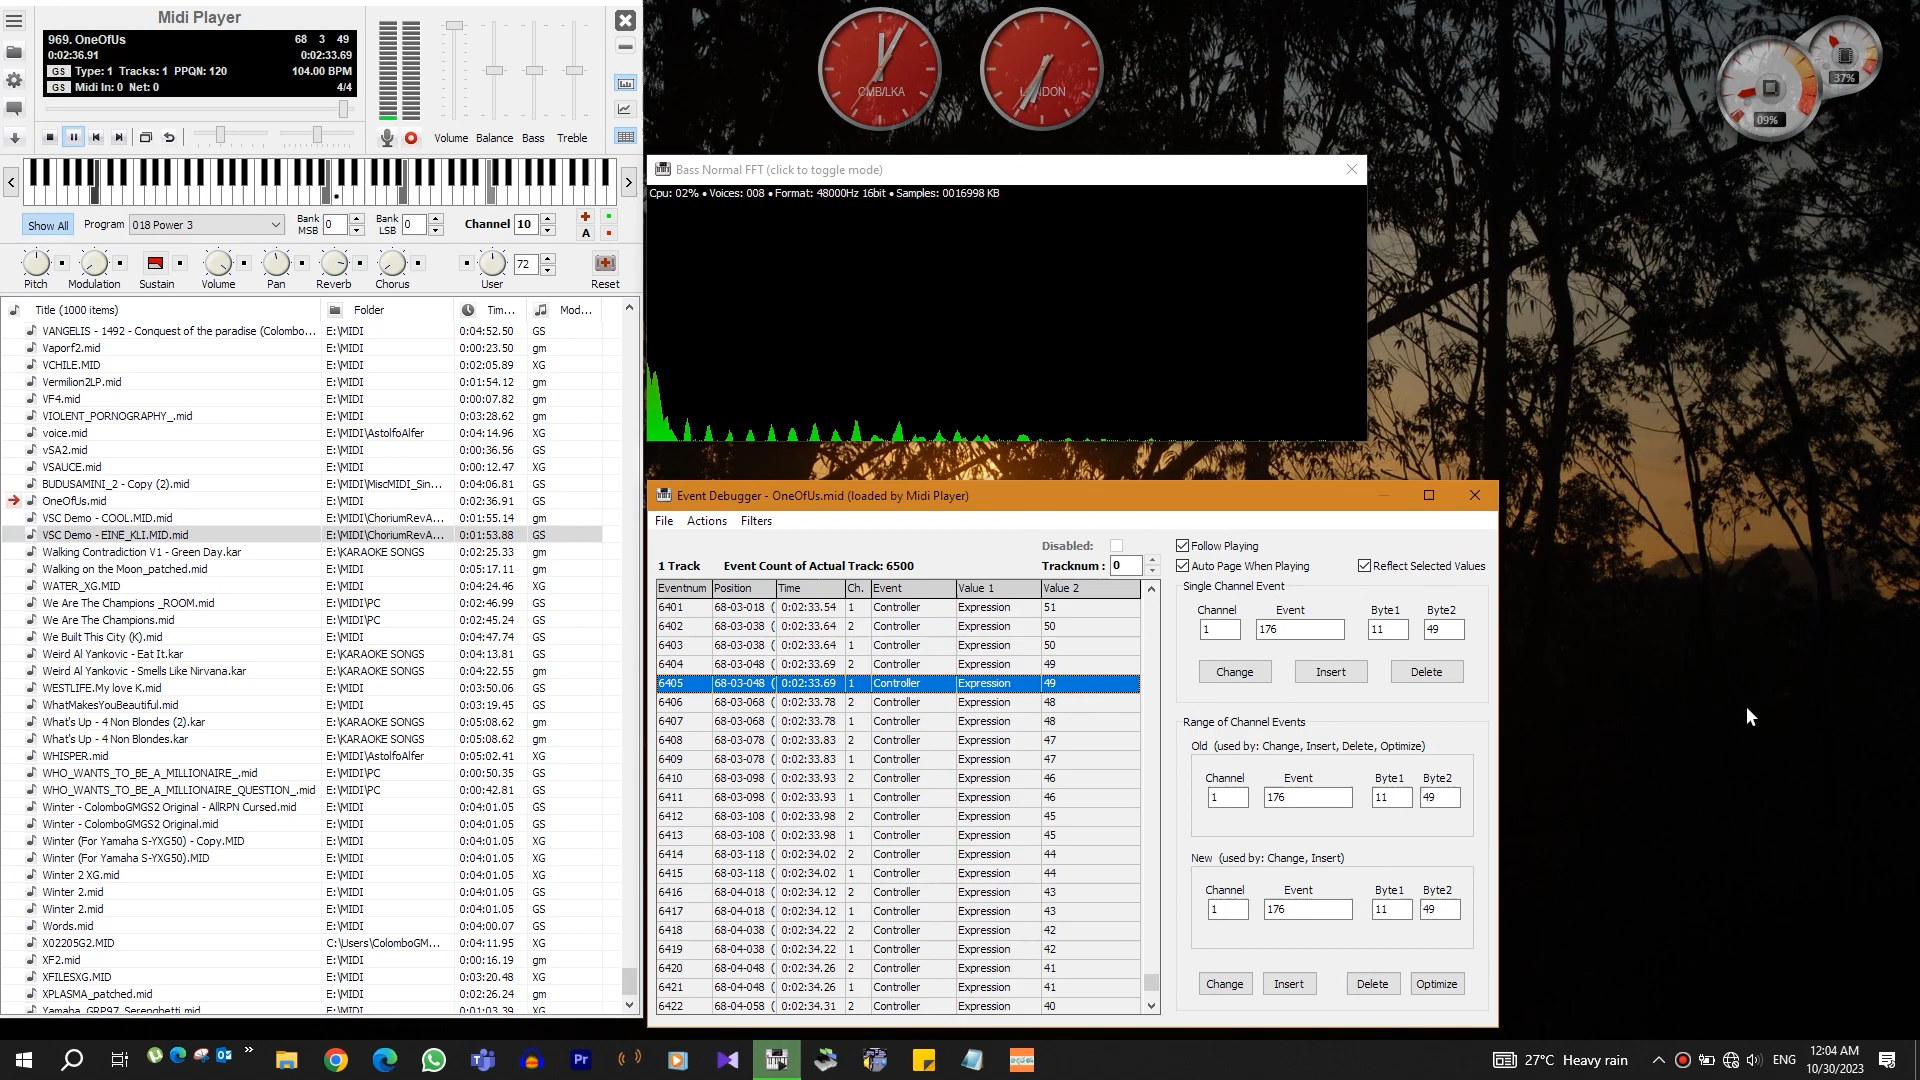 Midi Player
969. OneOfUs 68 3 49
0:02:36.91 0:02:33.69
GS Type: 1 Tracks: 1 PPQN: 120 104.00 BPM
GS Midi In: 0 Net: 0 4/4
Volume Balance Bass Treble
Show All Program 018 Power 3 Bank MSB 0 Bank LSB 0 Channel 10
A
72
Pitch Modulation Sustain Volume Pan Reverb Chorus User Reset
Title (1000 items) Folder Tim... Mod...
VANGELIS - 1492 - Conquest of the paradise (Colombo... E:\MIDI 0:04:52.50 GS
Vaporf2.mid E:\MIDI 0:00:23.50 gm
VCHILE.MID E:\MIDI 0:02:05.89 XG
Vermilion2LP.mid E:\MIDI 0:01:54.12 gm
VF4.mid E:\MIDI 0:00:07.82 gm
VIOLENT_PORNOGRAPHY_.mid E:\MIDI 0:03:28.62 gm
voice.mid E:\MIDI\AstolfoAlfer 0:04:14.96 XG
vSA2.mid E:\MIDI 0:00:36.56 GS
VSAUCE.mid E:\MIDI 0:00:12.47 XG
BUDUSAMINI_2 - Copy (2).mid E:\MIDI\MiscMIDI_Sin... 0:04:06.81 GS
OneOfUs.mid E:\MIDI 0:02:36.91 GS
VSC Demo - COOL.MID.mid E:\MIDI\ChoriumRevA... 0:01:55.14 gm
VSC Demo - EINE_KLI.MID.mid E:\MIDI\ChoriumRevA... 0:01:53.88 GS
Walking Contradiction V1 - Green Day.kar E:\KARAOKE SONGS 0:02:25.33 gm
Walking on the Moon_patched.mid E:\MIDI 0:05:17.11 gm
WATER_XG.MID E:\MIDI 0:04:24.46 XG
We Are The Champions _ROOM.mid E:\MIDI\PC 0:02:46.99 GS
We Are The Champions.mid E:\MIDI\PC 0:02:45.24 GS
We Built This City (K).mid E:\MIDI 0:04:47.74 GS
Weird Al Yankovic - Eat It.kar E:\KARAOKE SONGS 0:04:13.81 GS
Weird Al Yankovic - Smells Like Nirvana.kar E:\KARAOKE SONGS 0:04:22.55 gm
WESTLIFE.My love K.mid E:\MIDI 0:03:50.06 GS
WhatMakesYouBeautiful.mid E:\MIDI 0:03:19.45 GS
What's Up - 4 Non Blondes (2).kar E:\KARAOKE SONGS 0:05:08.62 gm
What's Up - 4 Non Blondes.kar E:\KARAOKE SONGS 0:05:08.62 gm
WHISPER.mid E:\MIDI\AstolfoAlfer 0:05:02.41 XG
WHO_WANTS_TO_BE_A_MILLIONAIRE_.mid E:\MIDI\PC 0:00:50.35 GS
WHO_WANTS_TO_BE_A_MILLIONAIRE_QUESTION_.mid E:\MIDI\PC 0:00:42.81 GS
Winter - ColomboGMGS2 Original - AllRPN Cursed.mid E:\MIDI 0:04:01.05 GS
Winter - ColomboGMGS2 Original.mid E:\MIDI 0:04:01.05 GS
Winter (For Yamaha S-YXG50) - Copy.MID E:\MIDI 0:04:01.05 XG
Winter (For Yamaha S-YXG50).MID E:\MIDI 0:04:01.05 XG
Winter 2 XG.mid E:\MIDI 0:04:01.05 XG
Winter 2.mid E:\MIDI 0:04:01.05 GS
Winter 2.mid E:\MIDI 0:04:01.05 GS
Words.mid E:\MIDI 0:04:00.07 GS
X02205G2.MID C:\Users\ColomboGM... 0:04:11.95 XG
XF2.mid E:\MIDI 0:00:16.19 gm
XFILESXG.MID E:\MIDI 0:03:20.48 XG
XPLASMA_patched.mid E:\MIDI 0:02:26.24 gm
Yamaha_GRP97_Serenghetti.mid E:\MIDI 0:01:03.39 XG
CMB/LKA
LONDON
37%
09%
Bass Normal FFT (click to toggle mode)
Cpu: 02% • Voices: 008 • Format: 48000Hz 16bit • Samples: 0016998 KB
Event Debugger - OneOfUs.mid (loaded by Midi Player)
File Actions Filters
Disabled:
1 Track Event Count of Actual Track: 6500 Tracknum : 0
Eventnum Position Time Ch. Event Value 1 Value 2
6401 68-03-018 ( 0:02:33.54 1 Controller Expression 51
6402 68-03-038 ( 0:02:33.64 2 Controller Expression 50
6403 68-03-038 ( 0:02:33.64 1 Controller Expression 50
6404 68-03-048 ( 0:02:33.69 2 Controller Expression 49
6405 68-03-048 ( 0:02:33.69 1 Controller Expression 49
6406 68-03-068 ( 0:02:33.78 2 Controller Expression 48
6407 68-03-068 ( 0:02:33.78 1 Controller Expression 48
6408 68-03-078 ( 0:02:33.83 2 Controller Expression 47
6409 68-03-078 ( 0:02:33.83 1 Controller Expression 47
6410 68-03-098 ( 0:02:33.93 2 Controller Expression 46
6411 68-03-098 ( 0:02:33.93 1 Controller Expression 46
6412 68-03-108 ( 0:02:33.98 2 Controller Expression 45
6413 68-03-108 ( 0:02:33.98 1 Controller Expression 45
6414 68-03-118 ( 0:02:34.02 2 Controller Expression 44
6415 68-03-118 ( 0:02:34.02 1 Controller Expression 44
6416 68-04-018 ( 0:02:34.12 2 Controller Expression 43
6417 68-04-018 ( 0:02:34.12 1 Controller Expression 43
6418 68-04-038 ( 0:02:34.22 2 Controller Expression 42
6419 68-04-038 ( 0:02:34.22 1 Controller Expression 42
6420 68-04-048 ( 0:02:34.26 2 Controller Expression 41
6421 68-04-048 ( 0:02:34.26 1 Controller Expression 41
6422 68-04-058 ( 0:02:34.31 2 Controller Expression 40
Follow Playing
Auto Page When Playing Reflect Selected Values
Single Channel Event
Channel Event Byte1 Byte2
1 176 11 49
Change Insert Delete
Range of Channel Events
Old (used by: Change, Insert, Delete, Optimize)
Channel Event Byte1 Byte2
1 176 11 49
New (used by: Change, Insert)
Channel Event Byte1 Byte2
1 176 11 49
Change Insert Delete Optimize
Pr
27°C Heavy rain ENG 12:04 AM
10/30/2023